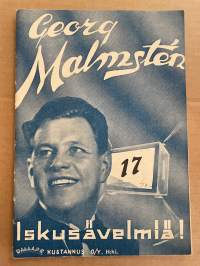 Georg
Malmstén
17
Iskusävelmiä!
KUSTANNUS O/Y. Hki.